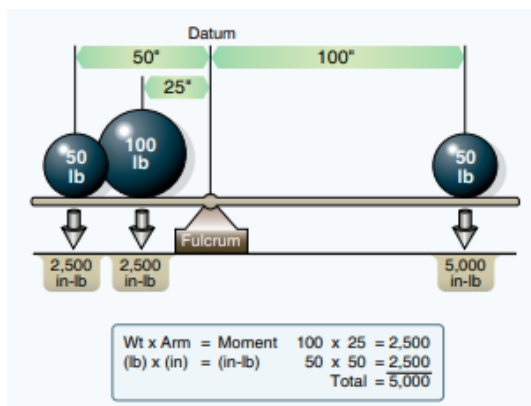 Datum
50"
100"
25"
50
lb
100
lb
50
lb
Fulcrum
2,500
in-lb
2,500
in-lb
5,000
in-lb
Wt x Arm = Moment 100 x 25 = 2,500
(lb) x (in) = (in-lb) 50 x 50 = 2,500
Total = 5,000